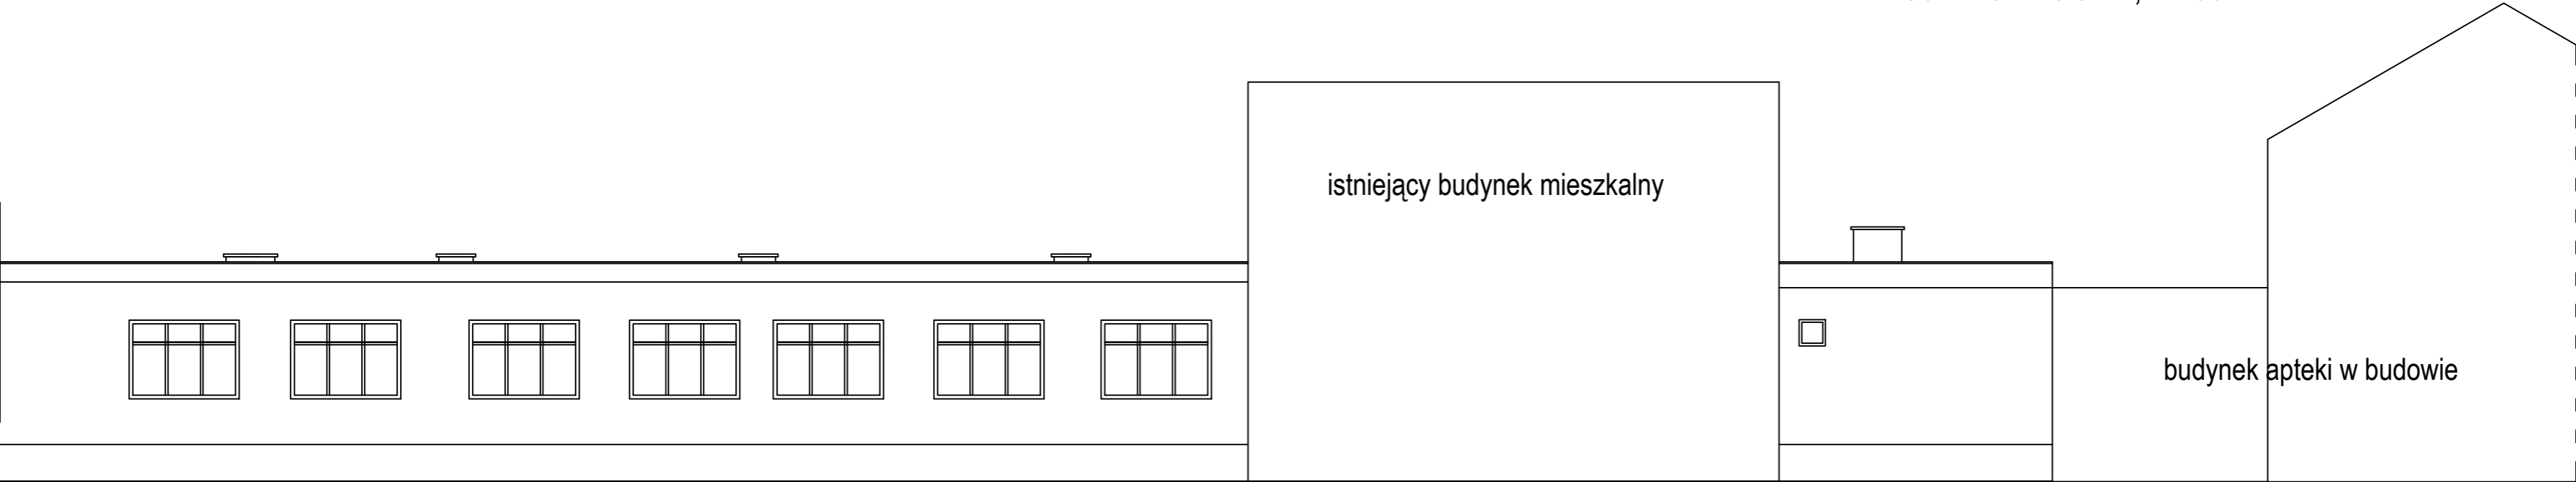 istniejący budynek mieszkalny
budynek apteki w budowie